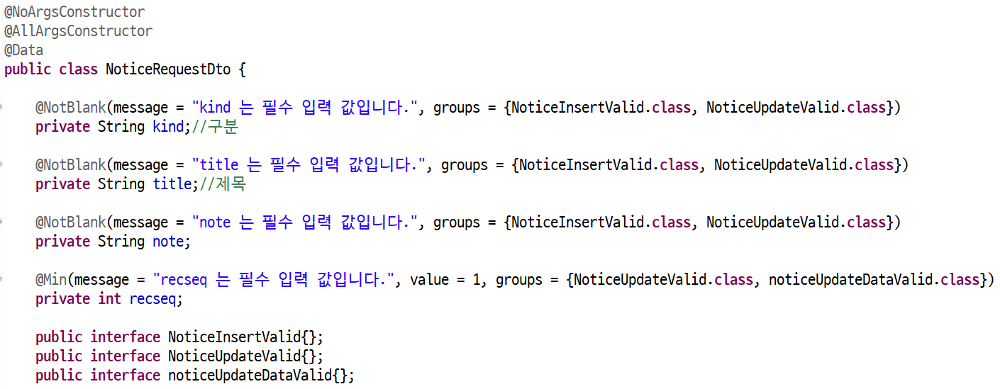 @NoArgsConstructor
@AllArgsConstructor
@Data
public class NoticeRequestDto {
@NotBlank(message = "kind 는 필수 입력 값입니다.", groups = {NoticeInsertValid.class, NoticeUpdateValid.class})
private String kind;//구분
@NotBlank(message = "title 는 필수 입력 값입니다.", groups = {NoticeInsertValid.class, NoticeUpdateValid.class})
private String title;//제목
@NotBlank(message = "note 는 필수 입력 값입니다.", groups = {NoticeInsertValid.class, NoticeUpdateValid.class})
private String note;
@Min(message = "recseq 는 필수 입력 값입니다.", value = 1, groups = {NoticeUpdateValid.class, noticeUpdateDataValid.class})
private int recseq;
public interface NoticeInsertValid{};
public interface NoticeUpdateValid{};
public interface noticeUpdateDataValid{};